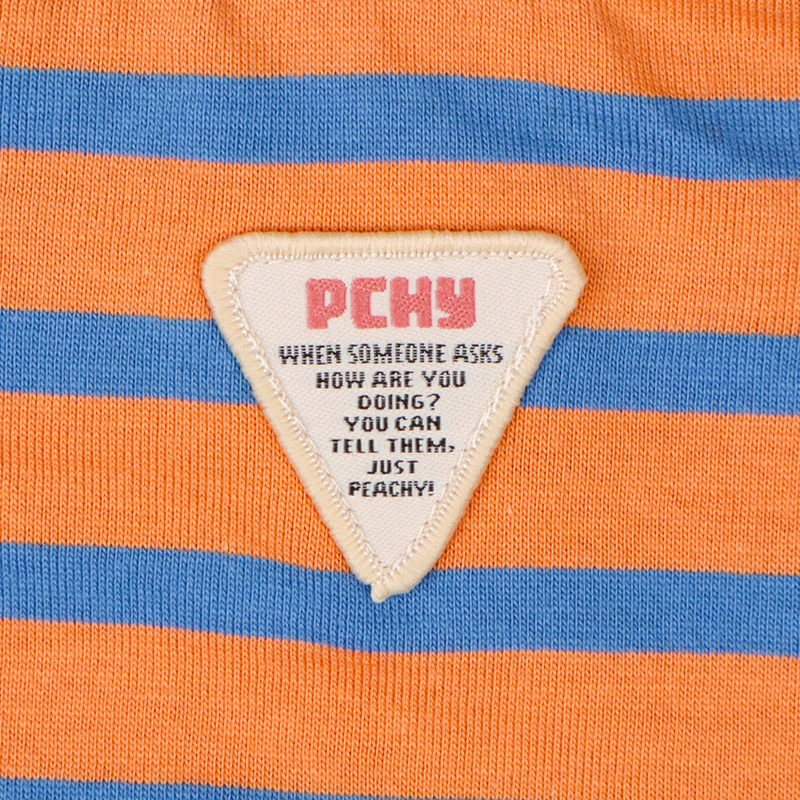 PCHY
WHEN SOMEONE ASKS
HOW ARE YOU
DOING?
YOU CAN
TELL THEM,
JUST
PEACHY!